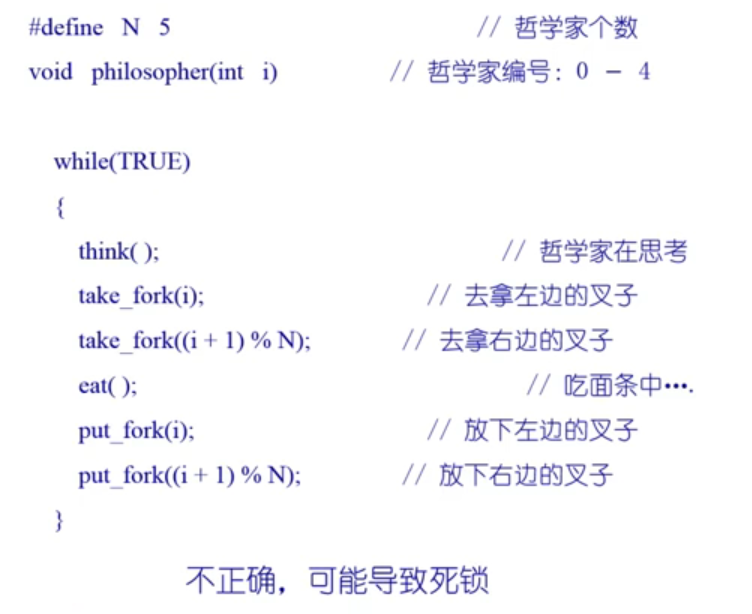 #define N 5 // 哲学家个数
void philosopher(int i) // 哲学家编号：0 － 4
while(TRUE)
{
think( ); // 哲学家在思考
take_fork(i); // 去拿左边的叉子
take_fork((i + 1) % N); // 去拿右边的叉子
eat( ); // 吃面条中….
put_fork(i); // 放下左边的叉子
put_fork((i + 1) % N); // 放下右边的叉子
}
不正确，可能导致死锁